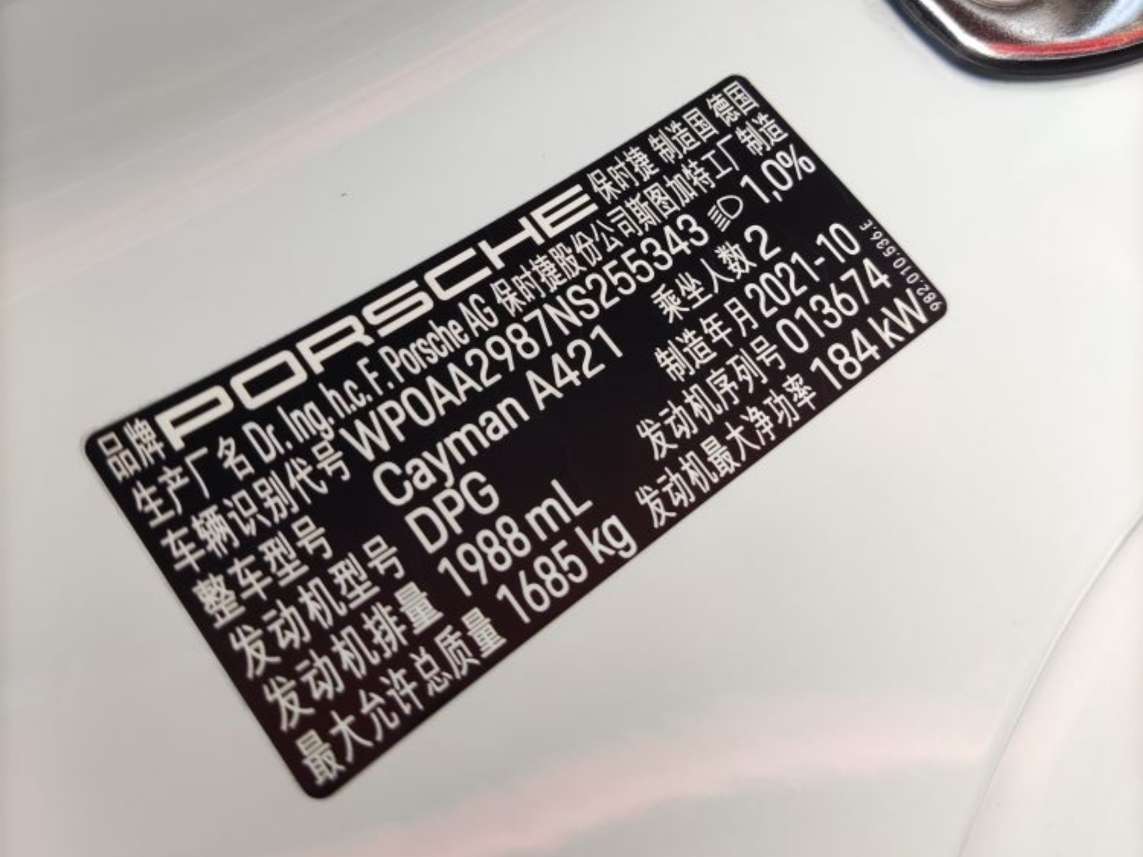 品牌 PORSCHE 保时捷 制造国 德国
生产厂名 Dr. Ing. h.c. F. Porsche AG 保时捷股份公司斯图加特工厂制造
车辆识别代号 WP0AA2987NS255343 1,0%
整车型号 Cayman A421 乘坐人数 2
发动机型号 DPG 制造年月 2021-10
发动机排量 1988 mL 发动机序列号 013674
最大允许总质量 1685 kg 发动机最大净功率 184 kW
982.010.536.F